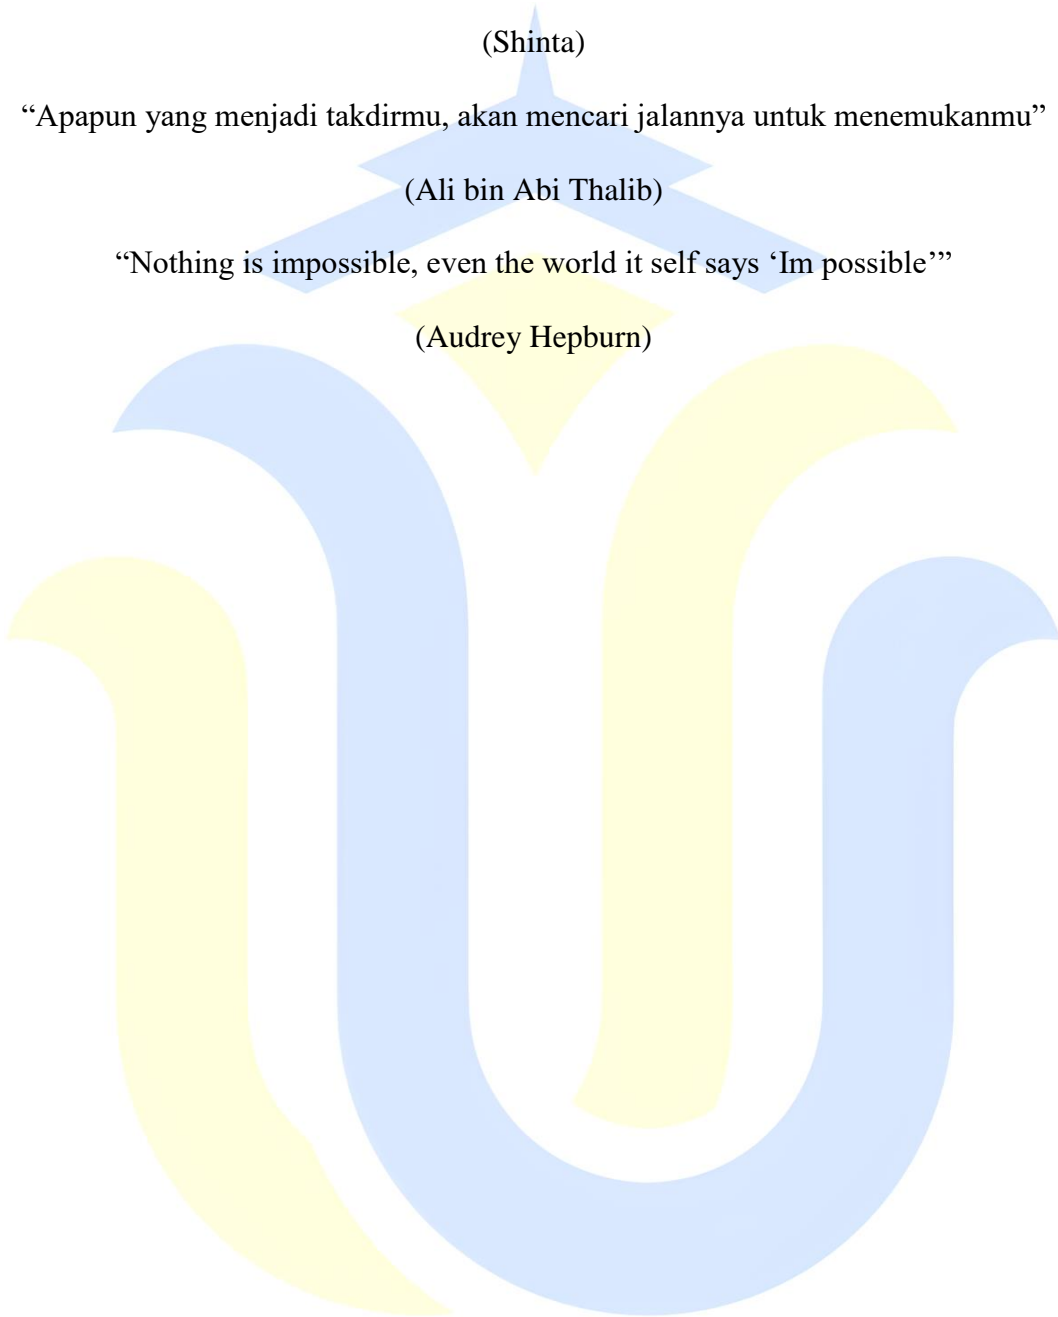 (Shinta)
“Apapun yang menjadi takdirmu, akan mencari jalannya untuk menemukanmu”
(Ali bin Abi Thalib)
“Nothing is impossible, even the world it self says ‘Im possible’”
(Audrey Hepburn)